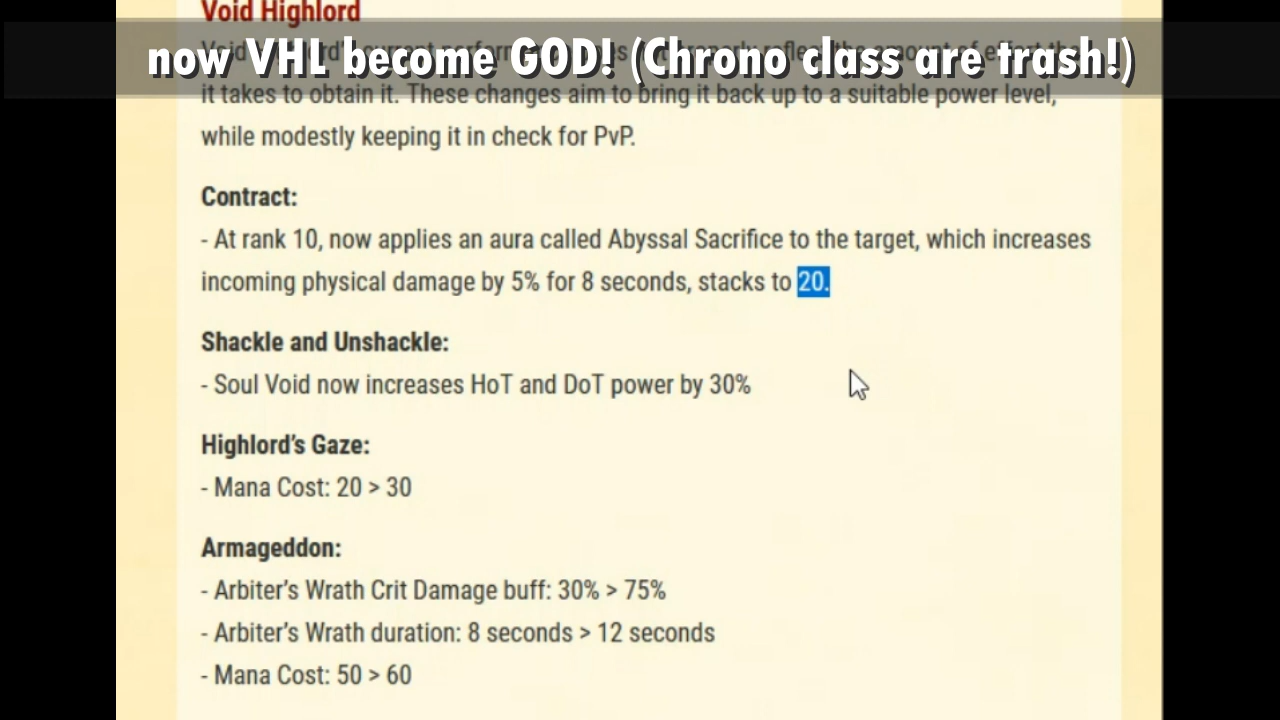 Void Highlord
now VHL become GOD! (Chrono class are trash!)
it takes to obtain it. These changes aim to bring it back up to a suitable power level,
while modestly keeping it in check for PvP.
Contract:
- At rank 10, now applies an aura called Abyssal Sacrifice to the target, which increases
incoming physical damage by 5% for 8 seconds, stacks to 20.
Shackle and Unshackle:
- Soul Void now increases HoT and DoT power by 30%
Highlord’s Gaze:
- Mana Cost: 20 > 30
Armageddon:
- Arbiter’s Wrath Crit Damage buff: 30% > 75%
- Arbiter’s Wrath duration: 8 seconds > 12 seconds
- Mana Cost: 50 > 60